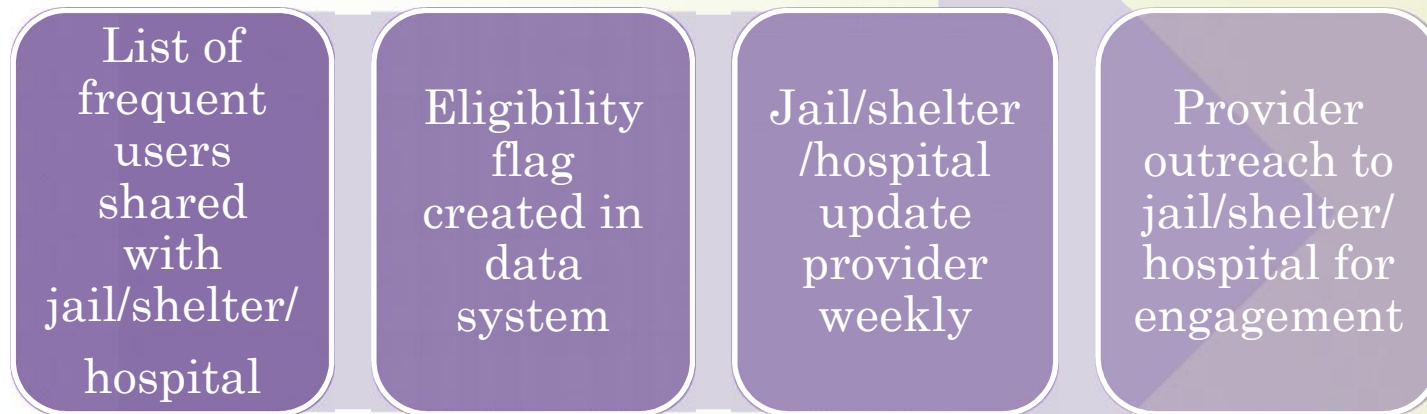 List of
frequent
users
shared
with
jail/shelter/
hospital
Eligibility
flag
created in
data
system
Jail/shelter
/hospital
update
provider
weekly
Provider
outreach to
jail/shelter/
hospital for
engagement